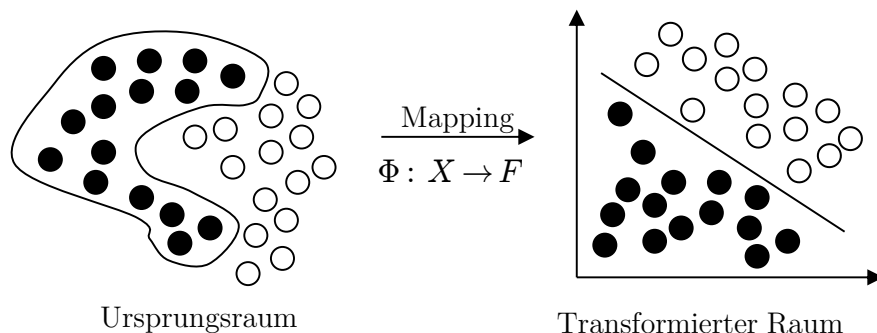 Mapping
Φ : X → F
Ursprungsraum
Transformierter Raum